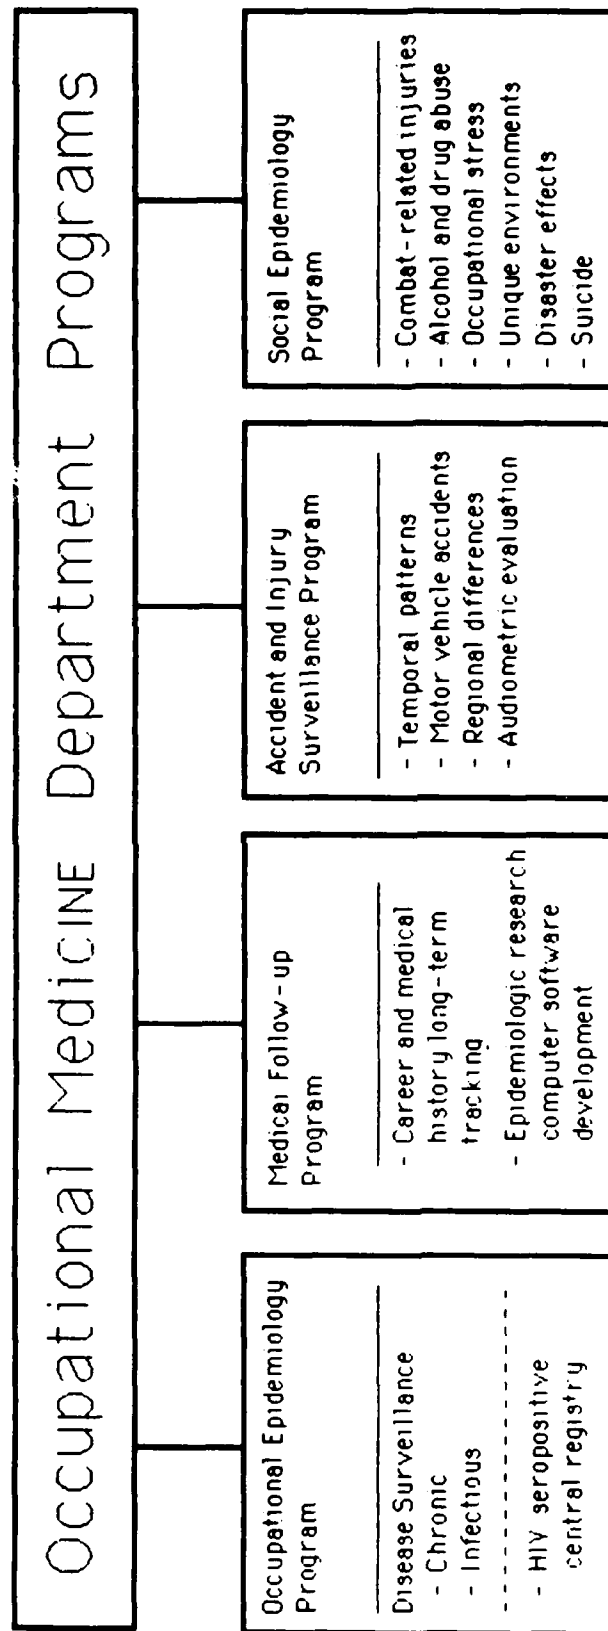 Occupational Medicine Department Programs
Occupational Epidemiology
Program
Disease Surveillance
- Chronic
- Infectious
- HIV seropositive
central registry
Medical Follow-up
Program
- Career and medical
history long-term
tracking
- Epidemiologic research
computer software
development
Accident and Injury
Surveillance Program
- Temporal patterns
- Motor vehicle accidents
- Regional differences
- Audiometric evaluation
Social Epidemiology
Program
- Combat-related injuries
- Alcohol and drug abuse
- Occupational stress
- Unique environments
- Disaster effects
- Suicide